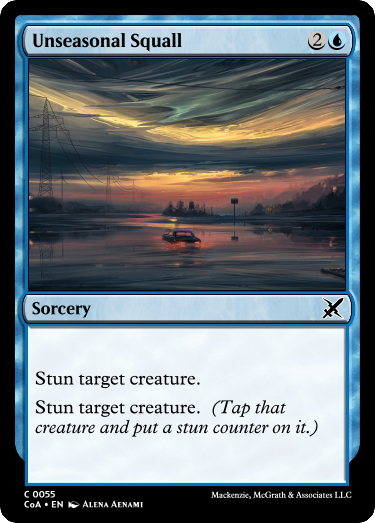 Unseasonal Squall 2
Sorcery
Stun target creature.
Stun target creature. (Tap that
creature and put a stun counter on it.)
C 0055
CoA • EN Alena Aenami
Mackenzie, McGrath & Associates LLC